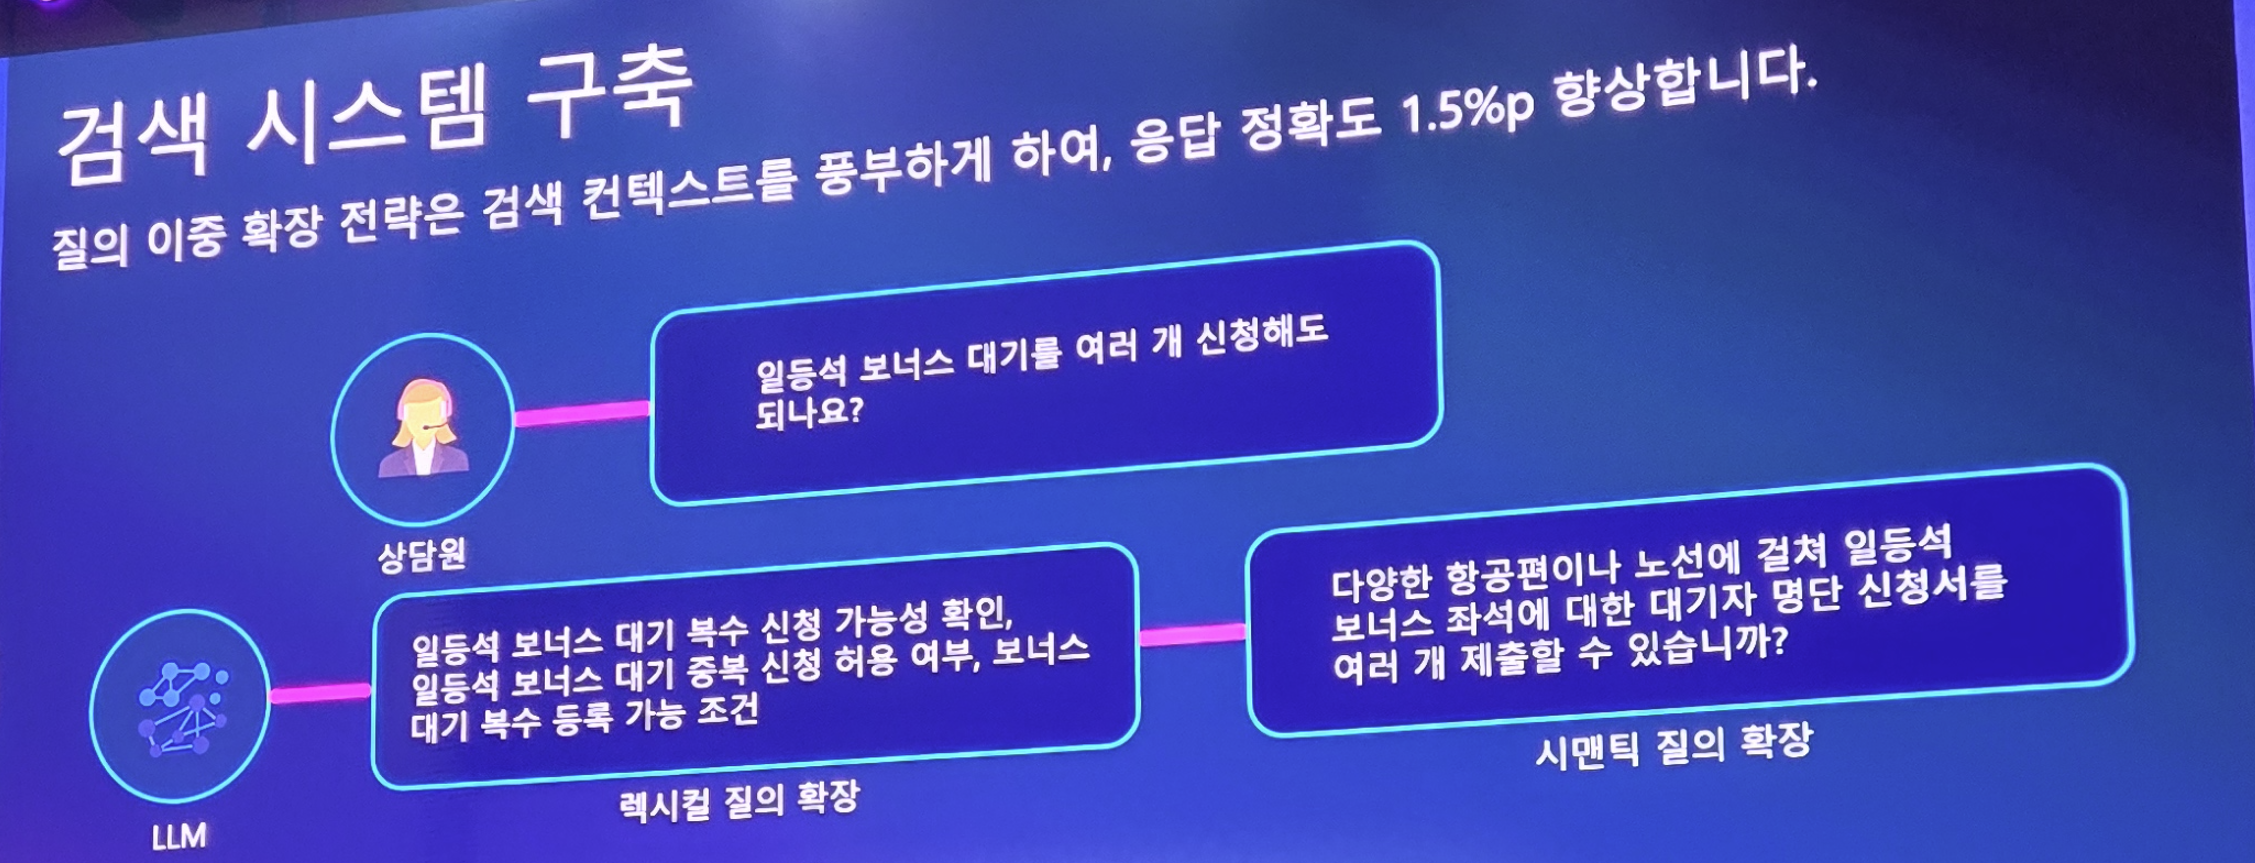 검색 시스템 구축
질의 이중 확장 전략은 검색 컨텍스트를 풍부하게 하여, 응답 정확도 1.5%p 향상합니다.
일등석 보너스 대기를 여러 개 신청해도
되나요?
상담원
일등석 보너스 대기 복수 신청 가능성 확인,
일등석 보너스 대기 중복 신청 허용 여부, 보너스
대기 복수 등록 가능 조건
다양한 항공편이나 노선에 걸쳐 일등석
보너스 좌석에 대한 대기자 명단 신청서를
여러 개 제출할 수 있습니까?
렉시컬 질의 확장
시맨틱 질의 확장
LLM